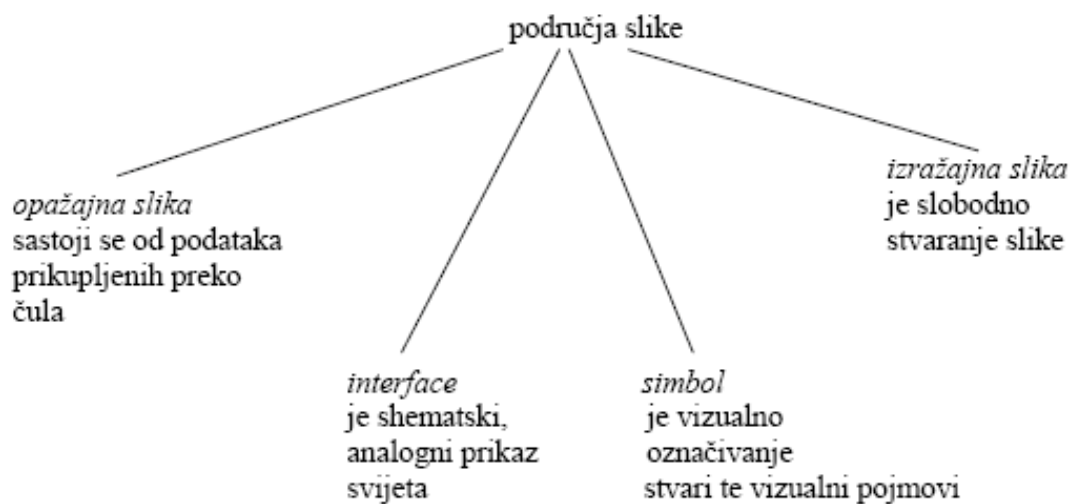 područja slike
opažajna slika
sastoji se od podataka
prikupljenih preko
čula
interface
je shematski,
analogni prikaz
svijeta
simbol
je vizualno
označivanje
stvari te vizualni pojmovi
izražajna slika
je slobodno
stvaranje slike